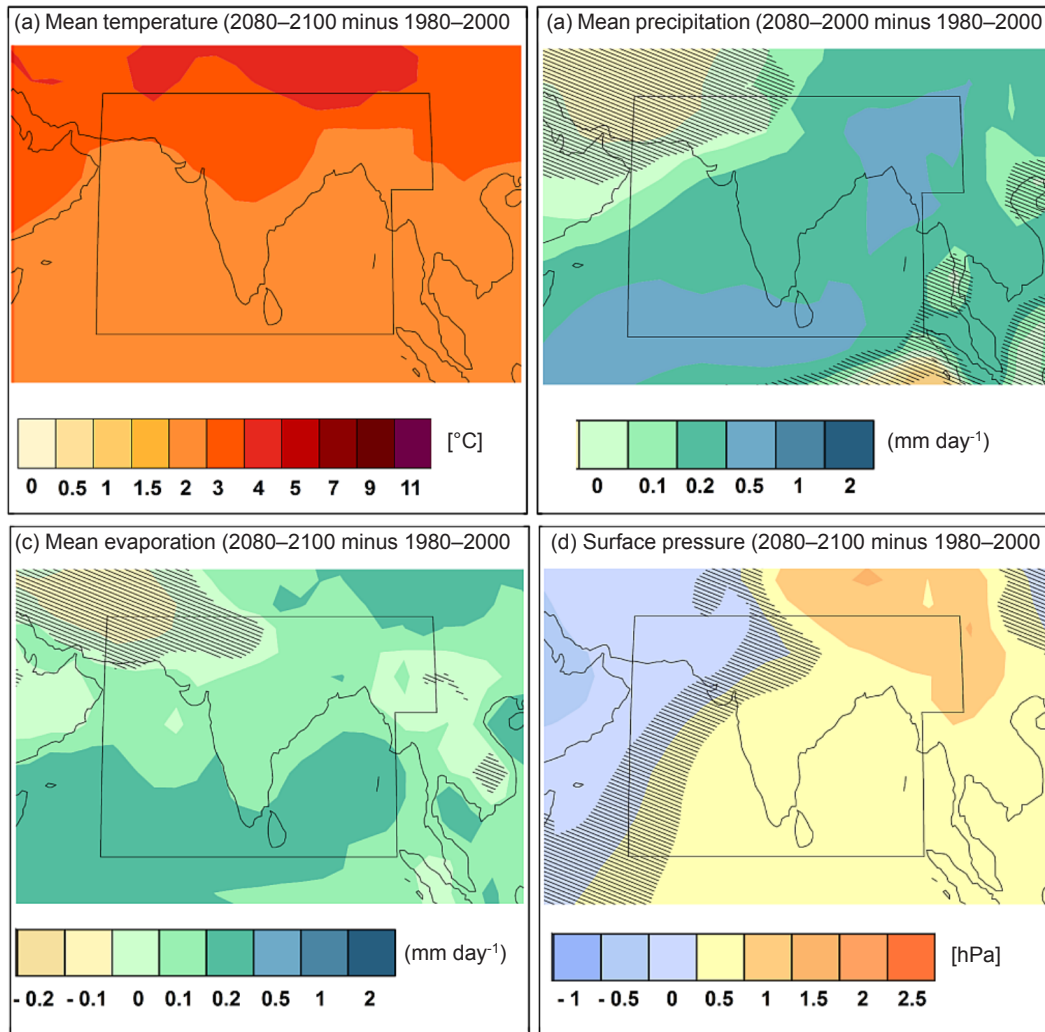 (a) Mean temperature (2080–2100 minus 1980–2000
0 0.5 1 1.5 2 3 4 5 7 9 11
[°C]
(a) Mean precipitation (2080–2000 minus 1980–2000
0 0.1 0.2 0.5 1 2
(mm day-1)
(c) Mean evaporation (2080–2100 minus 1980–2000
- 0.2 - 0.1 0 0.1 0.2 0.5 1 2
(mm day-1)
(d) Surface pressure (2080–2100 minus 1980–2000
- 1 - 0.5 0 0.5 1 1.5 2 2.5
[hPa]